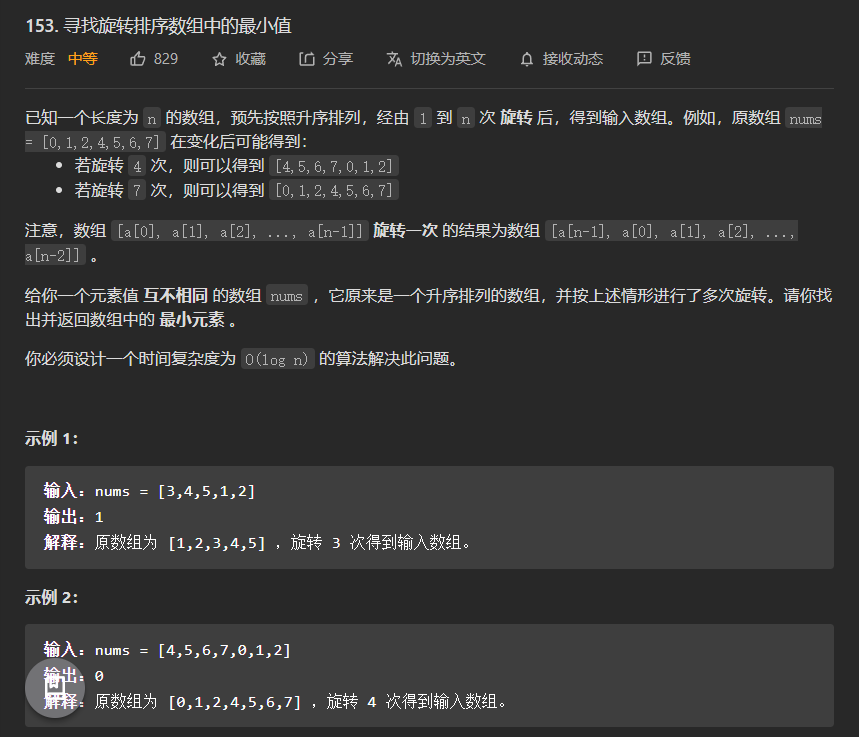 153. 寻找旋转排序数组中的最小值
难度 中等 829 收藏 分享 切换为英文 接收动态 反馈
已知一个长度为 n 的数组，预先按照升序排列，经由 1 到 n 次 旋转 后，得到输入数组。例如，原数组 nums
= [0,1,2,4,5,6,7] 在变化后可能得到：
• 若旋转 4 次，则可以得到 [4,5,6,7,0,1,2]
• 若旋转 7 次，则可以得到 [0,1,2,4,5,6,7]
注意，数组 [a[0], a[1], a[2], ..., a[n-1]] 旋转一次 的结果为数组 [a[n-1], a[0], a[1], a[2], ...,
a[n-2]] 。
给你一个元素值 互不相同 的数组 nums ，它原来是一个升序排列的数组，并按上述情形进行了多次旋转。请你找
出并返回数组中的 最小元素 。
你必须设计一个时间复杂度为 O(log n) 的算法解决此问题。
示例 1：
输入：nums = [3,4,5,1,2]
输出：1
解释：原数组为 [1,2,3,4,5] ，旋转 3 次得到输入数组。
示例 2：
输入：nums = [4,5,6,7,0,1,2]
输出：0
解释：原数组为 [0,1,2,4,5,6,7] ，旋转 4 次得到输入数组。